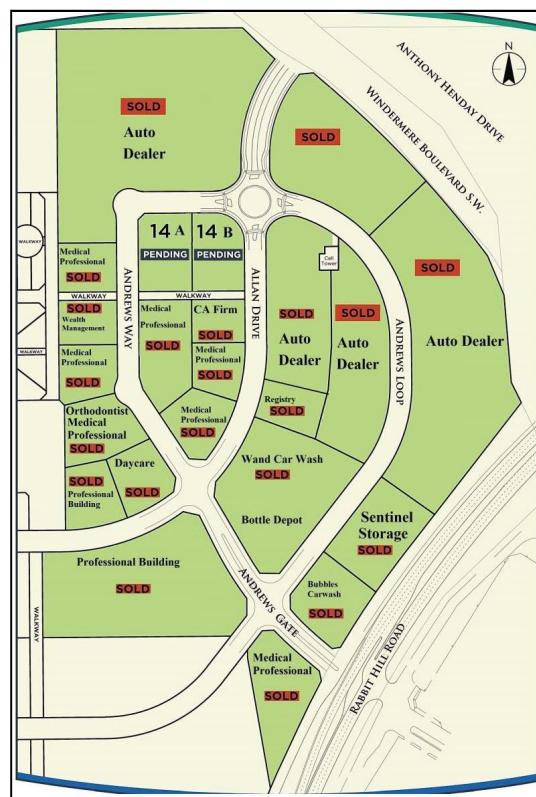 N
ANTHONY HENDAY DRIVE
WINDERMERE BOULEVARD S.W.
SOLD
Auto
Dealer
SOLD
14 A
PENDING
14 B
PENDING
WALKWAY
Medical
Professional
SOLD
WALKWAY
SOLD
Wealth
Management
WALKWAY
Medical
Professional
SOLD
ANDREWS WAY
WALKWAY
Medical
Professional
SOLD
CA Firm
SOLD
Medical
Professional
SOLD
ALLAN DRIVE
Cell
Tower
SOLD
Auto
Dealer
SOLD
Auto
Dealer
ANDREWS LOOP
SOLD
Auto Dealer
Registry
SOLD
Medical
Professional
SOLD
Orthodontist
Medical
Professional
SOLD
SOLD
Professional
Building
Daycare
SOLD
Wand Car Wash
SOLD
Bottle Depot
Sentinel
Storage
SOLD
Professional Building
SOLD
ANDREWS GATE
Bubbles
Carwash
SOLD
WALKWAY
Medical
Professional
SOLD
RABBIT HILL ROAD